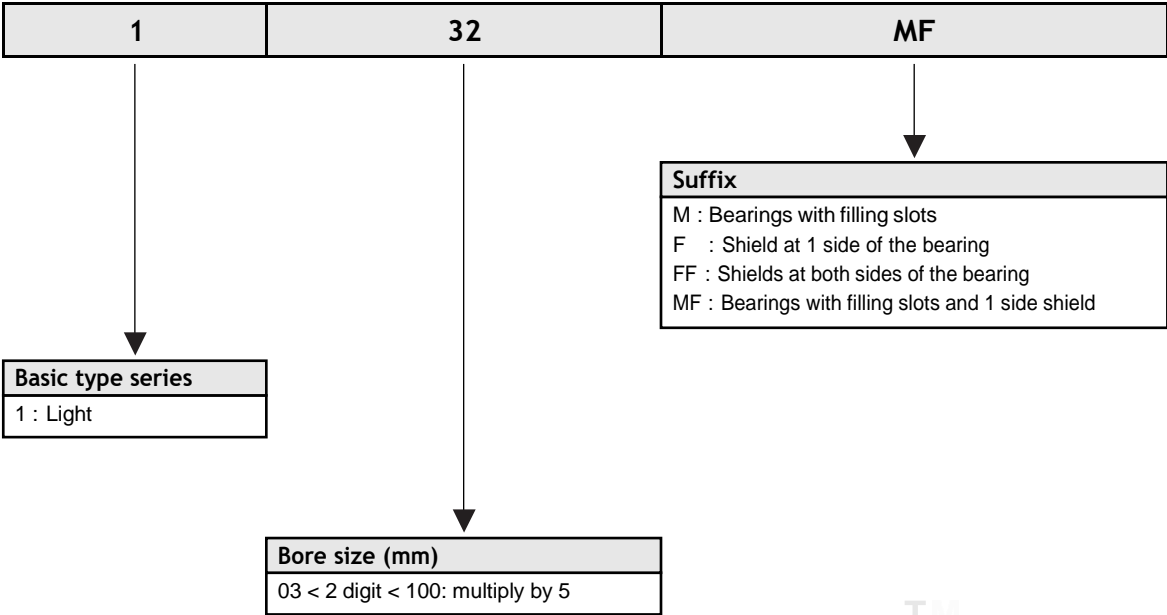 1 32 MF
Suffix
M : Bearings with filling slots
F : Shield at 1 side of the bearing
FF : Shields at both sides of the bearing
MF : Bearings with filling slots and 1 side shield
Basic type series
1 : Light
Bore size (mm)
03 < 2 digit < 100: multiply by 5
TM